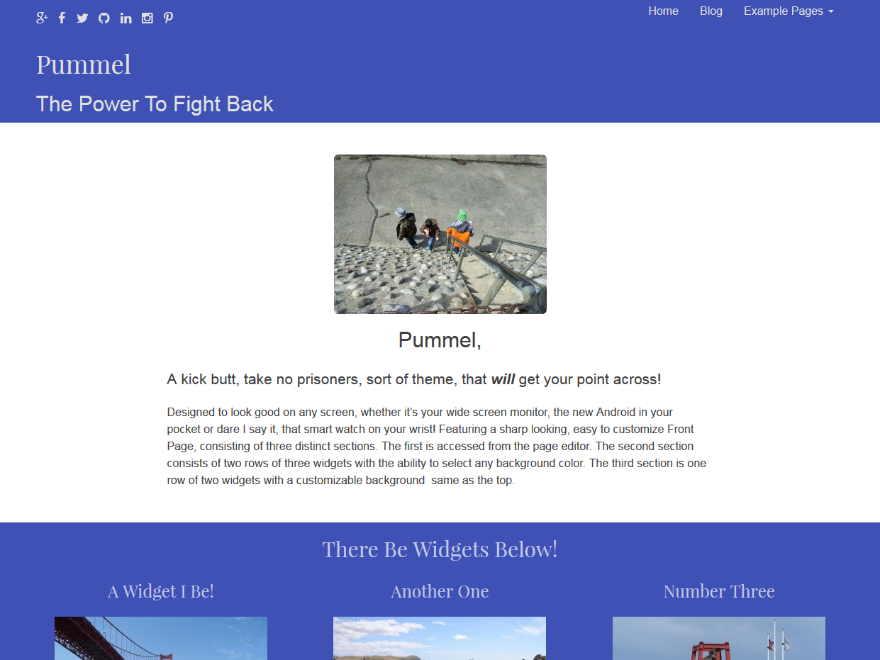 Home Blog Example Pages
Pummel
The Power To Fight Back
Pummel,
A kick butt, take no prisoners, sort of theme, that will get your point across!
Designed to look good on any screen, whether it's your wide screen monitor, the new Android in your
pocket or dare I say it, that smart watch on your wrist! Featuring a sharp looking, easy to customize Front
Page, consisting of three distinct sections. The first is accessed from the page editor. The second section
consists of two rows of three widgets with the ability to select any background color. The third section is one
row of two widgets with a customizable background  same as the top.
There Be Widgets Below!
A Widget I Be! Another One Number Three